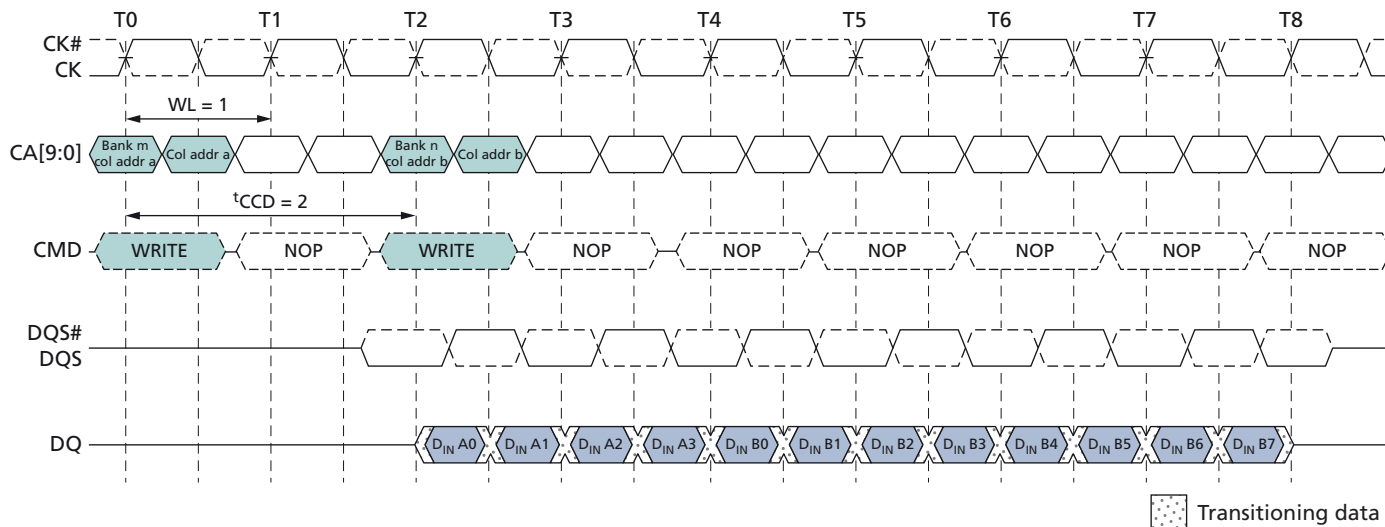 T0 T1 T2 T3 T4 T5 T6 T7 T8
CK#
CK
WL = 1
CA[9:0]
Bank m
col addr a
Col addr a
Bank n
col addr b
Col addr b
tCCD = 2
CMD WRITE NOP WRITE NOP NOP NOP NOP NOP NOP
DQS#
DQS
DQ DIN A0 DIN A1 DIN A2 DIN A3 DIN B0 DIN B1 DIN B2 DIN B3 DIN B4 DIN B5 DIN B6 DIN B7
Transitioning data